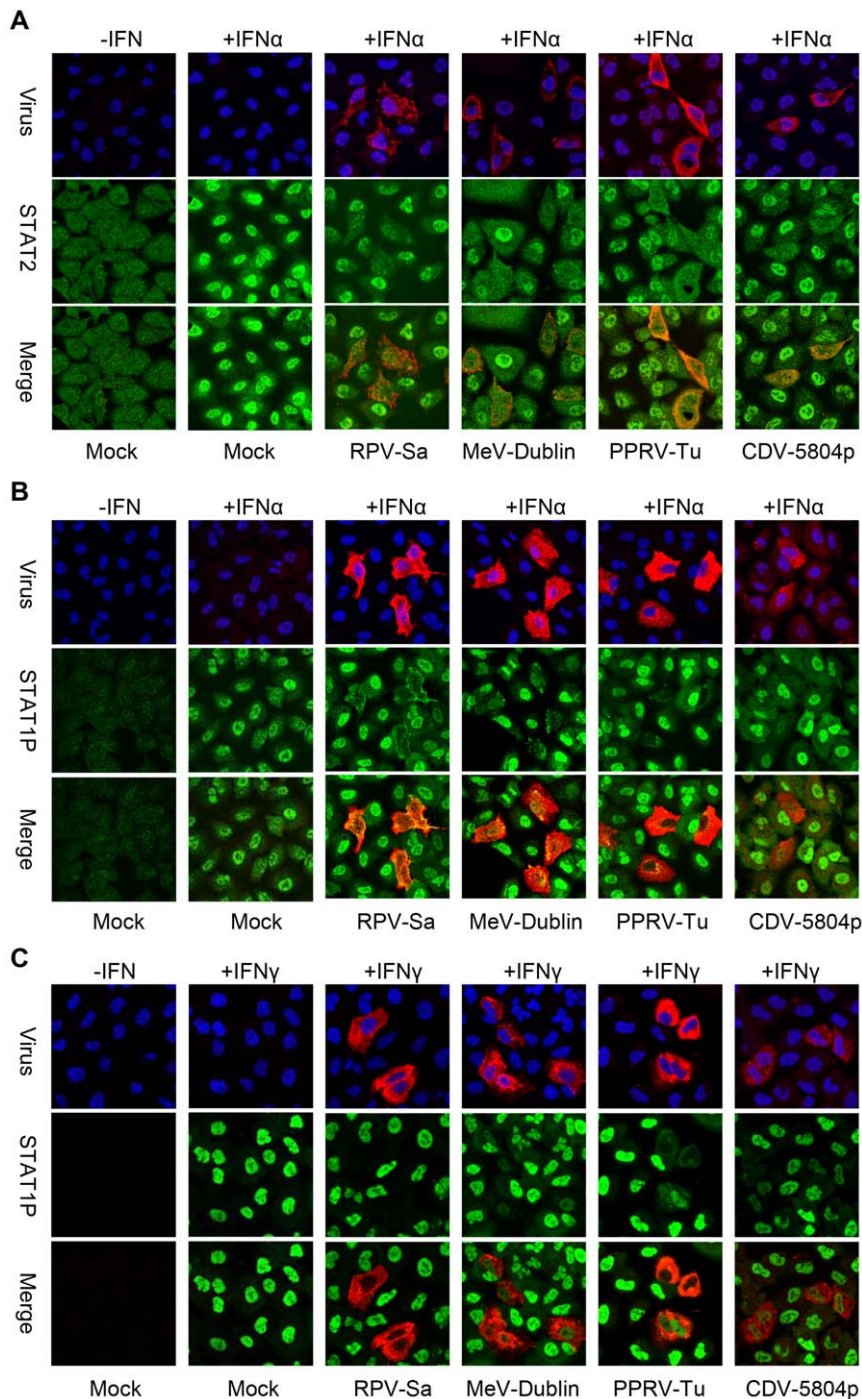 A
-IFN +IFNα +IFNα +IFNα +IFNα +IFNα
Virus
STAT2
Merge
Mock Mock RPV-Sa MeV-Dublin PPRV-Tu CDV-5804p
B
-IFN +IFNα +IFNα +IFNα +IFNα +IFNα
Virus
STAT1P
Merge
Mock Mock RPV-Sa MeV-Dublin PPRV-Tu CDV-5804p
C
-IFN +IFNγ +IFNγ +IFNγ +IFNγ +IFNγ
Virus
STAT1P
Merge
Mock Mock RPV-Sa MeV-Dublin PPRV-Tu CDV-5804p